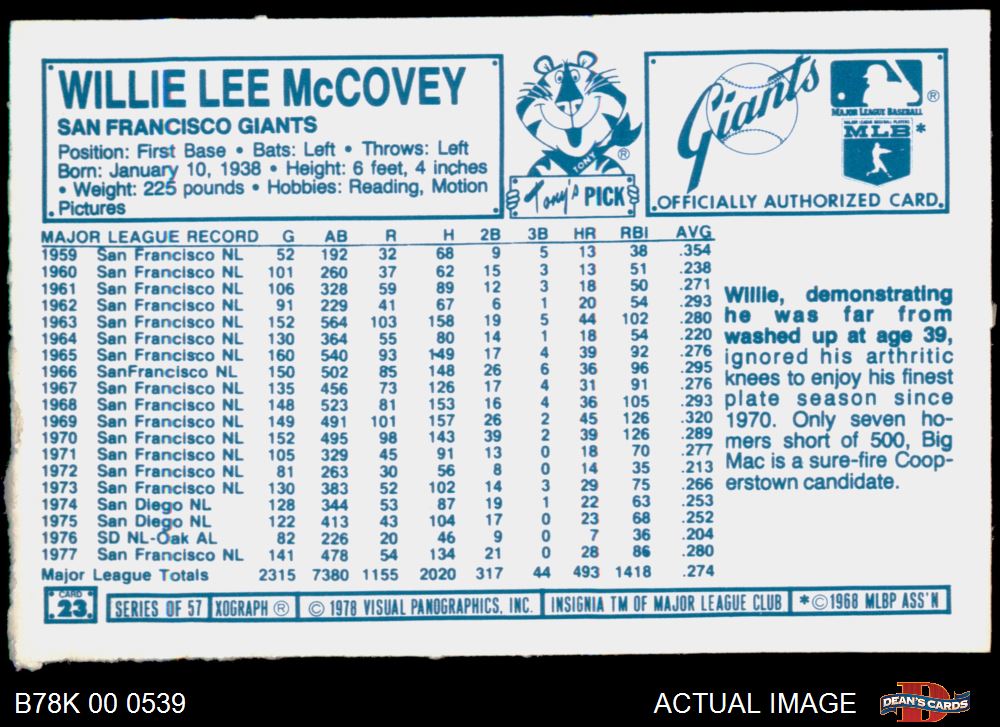 WILLIE LEE McCOVEY
SAN FRANCISCO GIANTS
Position: First Base • Bats: Left • Throws: Left
Born: January 10, 1938 • Height: 6 feet, 4 inches
• Weight: 225 pounds • Hobbies: Reading, Motion
Pictures
TONY
®
Tony's PICK
Giants
®
MAJOR LEAGUE BASEBALL
MAJOR LEAGUE BASEBALL PLAYERS
MLB*
OFFICIALLY AUTHORIZED CARD
MAJOR LEAGUE RECORD G AB R H 2B 3B HR RBI AVG
1959 San Francisco NL 52 192 32 68 9 5 13 38 .354
1960 San Francisco NL 101 260 37 62 15 3 13 51 .238
1961 San Francisco NL 106 328 59 89 12 3 18 50 .271
1962 San Francisco NL 91 229 41 67 6 1 20 54 .293
1963 San Francisco NL 152 564 103 158 19 5 44 102 .280
1964 San Francisco NL 130 364 55 80 14 1 18 54 .220
1965 San Francisco NL 160 540 93 149 17 4 39 92 .276
1966 SanFrancisco NL 150 502 85 148 26 6 36 96 .295
1967 San Francisco NL 135 456 73 126 17 4 31 91 .276
1968 San Francisco NL 148 523 81 153 16 4 36 105 .293
1969 San Francisco NL 149 491 101 157 26 2 45 126 .320
1970 San Francisco NL 152 495 98 143 39 2 39 126 .289
1971 San Francisco NL 105 329 45 91 13 0 18 70 .277
1972 San Francisco NL 81 263 30 56 8 0 14 35 .213
1973 San Francisco NL 130 383 52 102 14 3 29 75 .266
1974 San Diego NL 128 344 53 87 19 1 22 63 .253
1975 San Diego NL 122 413 43 104 17 0 23 68 .252
1976 SD NL-Oak AL 82 226 20 46 9 0 7 36 .204
1977 San Francisco NL 141 478 54 134 21 0 28 86 .280
Major League Totals 2315 7380 1155 2020 317 44 493 1418 .274
Willie, demonstrating
he was far from
washed up at age 39,
ignored his arthritic
knees to enjoy his finest
plate season since
1970. Only seven ho-
mers short of 500, Big
Mac is a sure-fire Coop-
erstown candidate.
CARD
23
SERIES OF 57 XOGRAPH ® © 1978 VISUAL PANOGRAPHICS, INC. INSIGNIA TM OF MAJOR LEAGUE CLUB *©1968 MLBP ASS'N
B78K 00 0539
ACTUAL IMAGE
DEAN'S CARDS